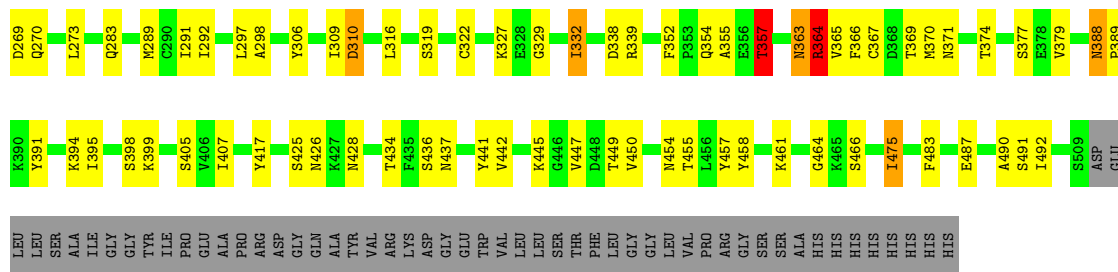 D269 Q270 L273 Q283 M289 C290 I291 I292 L297 A298 Y306 I309 D310 L316 S319 C322 K327 E328 G329 I332 D338 R339 F352 P353 Q354 A355 E356 T357 N363 R364 V365 F366 C367 D368 T369 M370 N371 T374 S377 E378 V379 N388 P389
K390 Y391 K394 I395 S398 K399 S405 V406 I407 Y417 S425 N426 K427 N428 T434 F435 S436 N437 Y441 V442 K445 G446 V447 D448 T449 V450 N454 T455 L456 Y457 Y458 K461 G464 K465 S466 I475 F483 E487 A490 S491 I492 S509 ASP GLU
LEU LEU SER ALA ILE GLY GLY TYR ILE PRO GLU ALA PRO ARG ASP GLY GLN ALA TYR VAL ARG LYS ASP GLY GLU TRP VAL LEU LEU SER THR PHE LEU GLY GLY LEU VAL PRO ARG GLY SER SER ALA HIS HIS HIS HIS HIS HIS HIS HIS